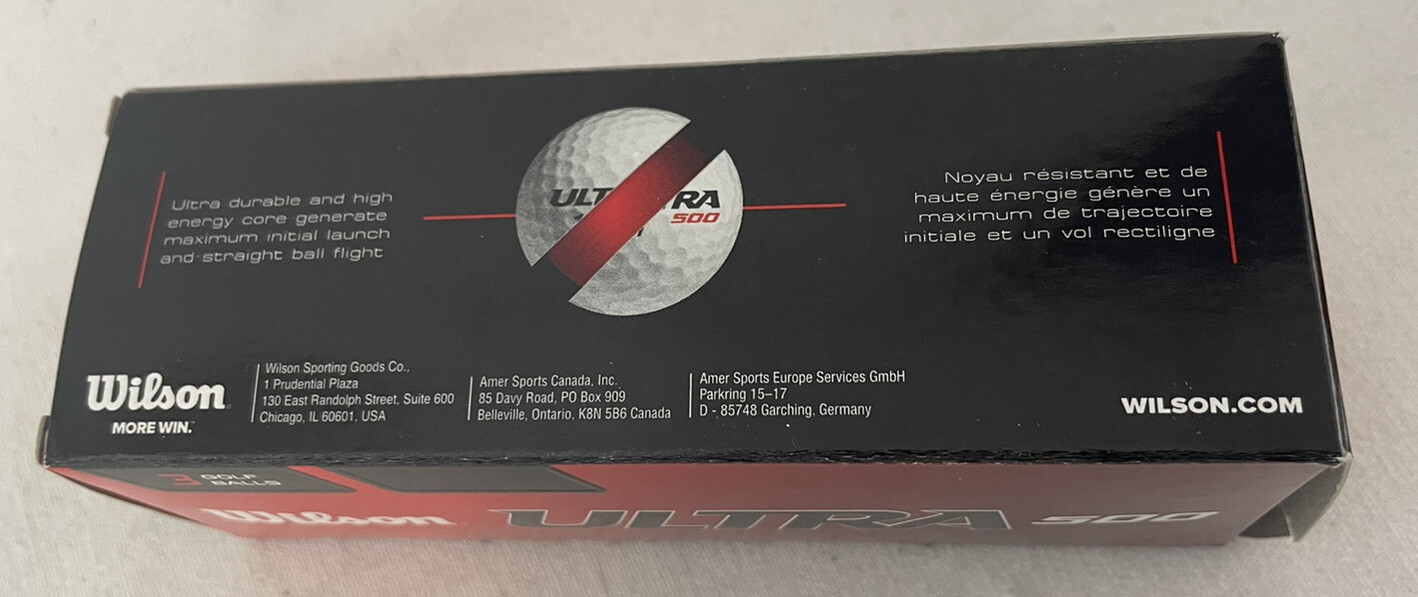 Ultra durable and high
energy core generate
maximum initial launch
and straight ball flight
ULTRA
500
Noyau résistant et de
haute énergie génère un
maximum de trajectoire
initiale et un vol rectiligne
Wilson
MORE WIN.
Wilson Sporting Goods Co.,
1 Prudential Plaza
130 East Randolph Street, Suite 600
Chicago, IL 60601, USA
Amer Sports Canada, Inc.
85 Davy Road, PO Box 909
Belleville, Ontario, K8N 5B6 Canada
Amer Sports Europe Services GmbH
Parkring 15–17
D - 85748 Garching, Germany
WILSON.COM
3 GOLF
BALLS
Wilson ULTRA 500